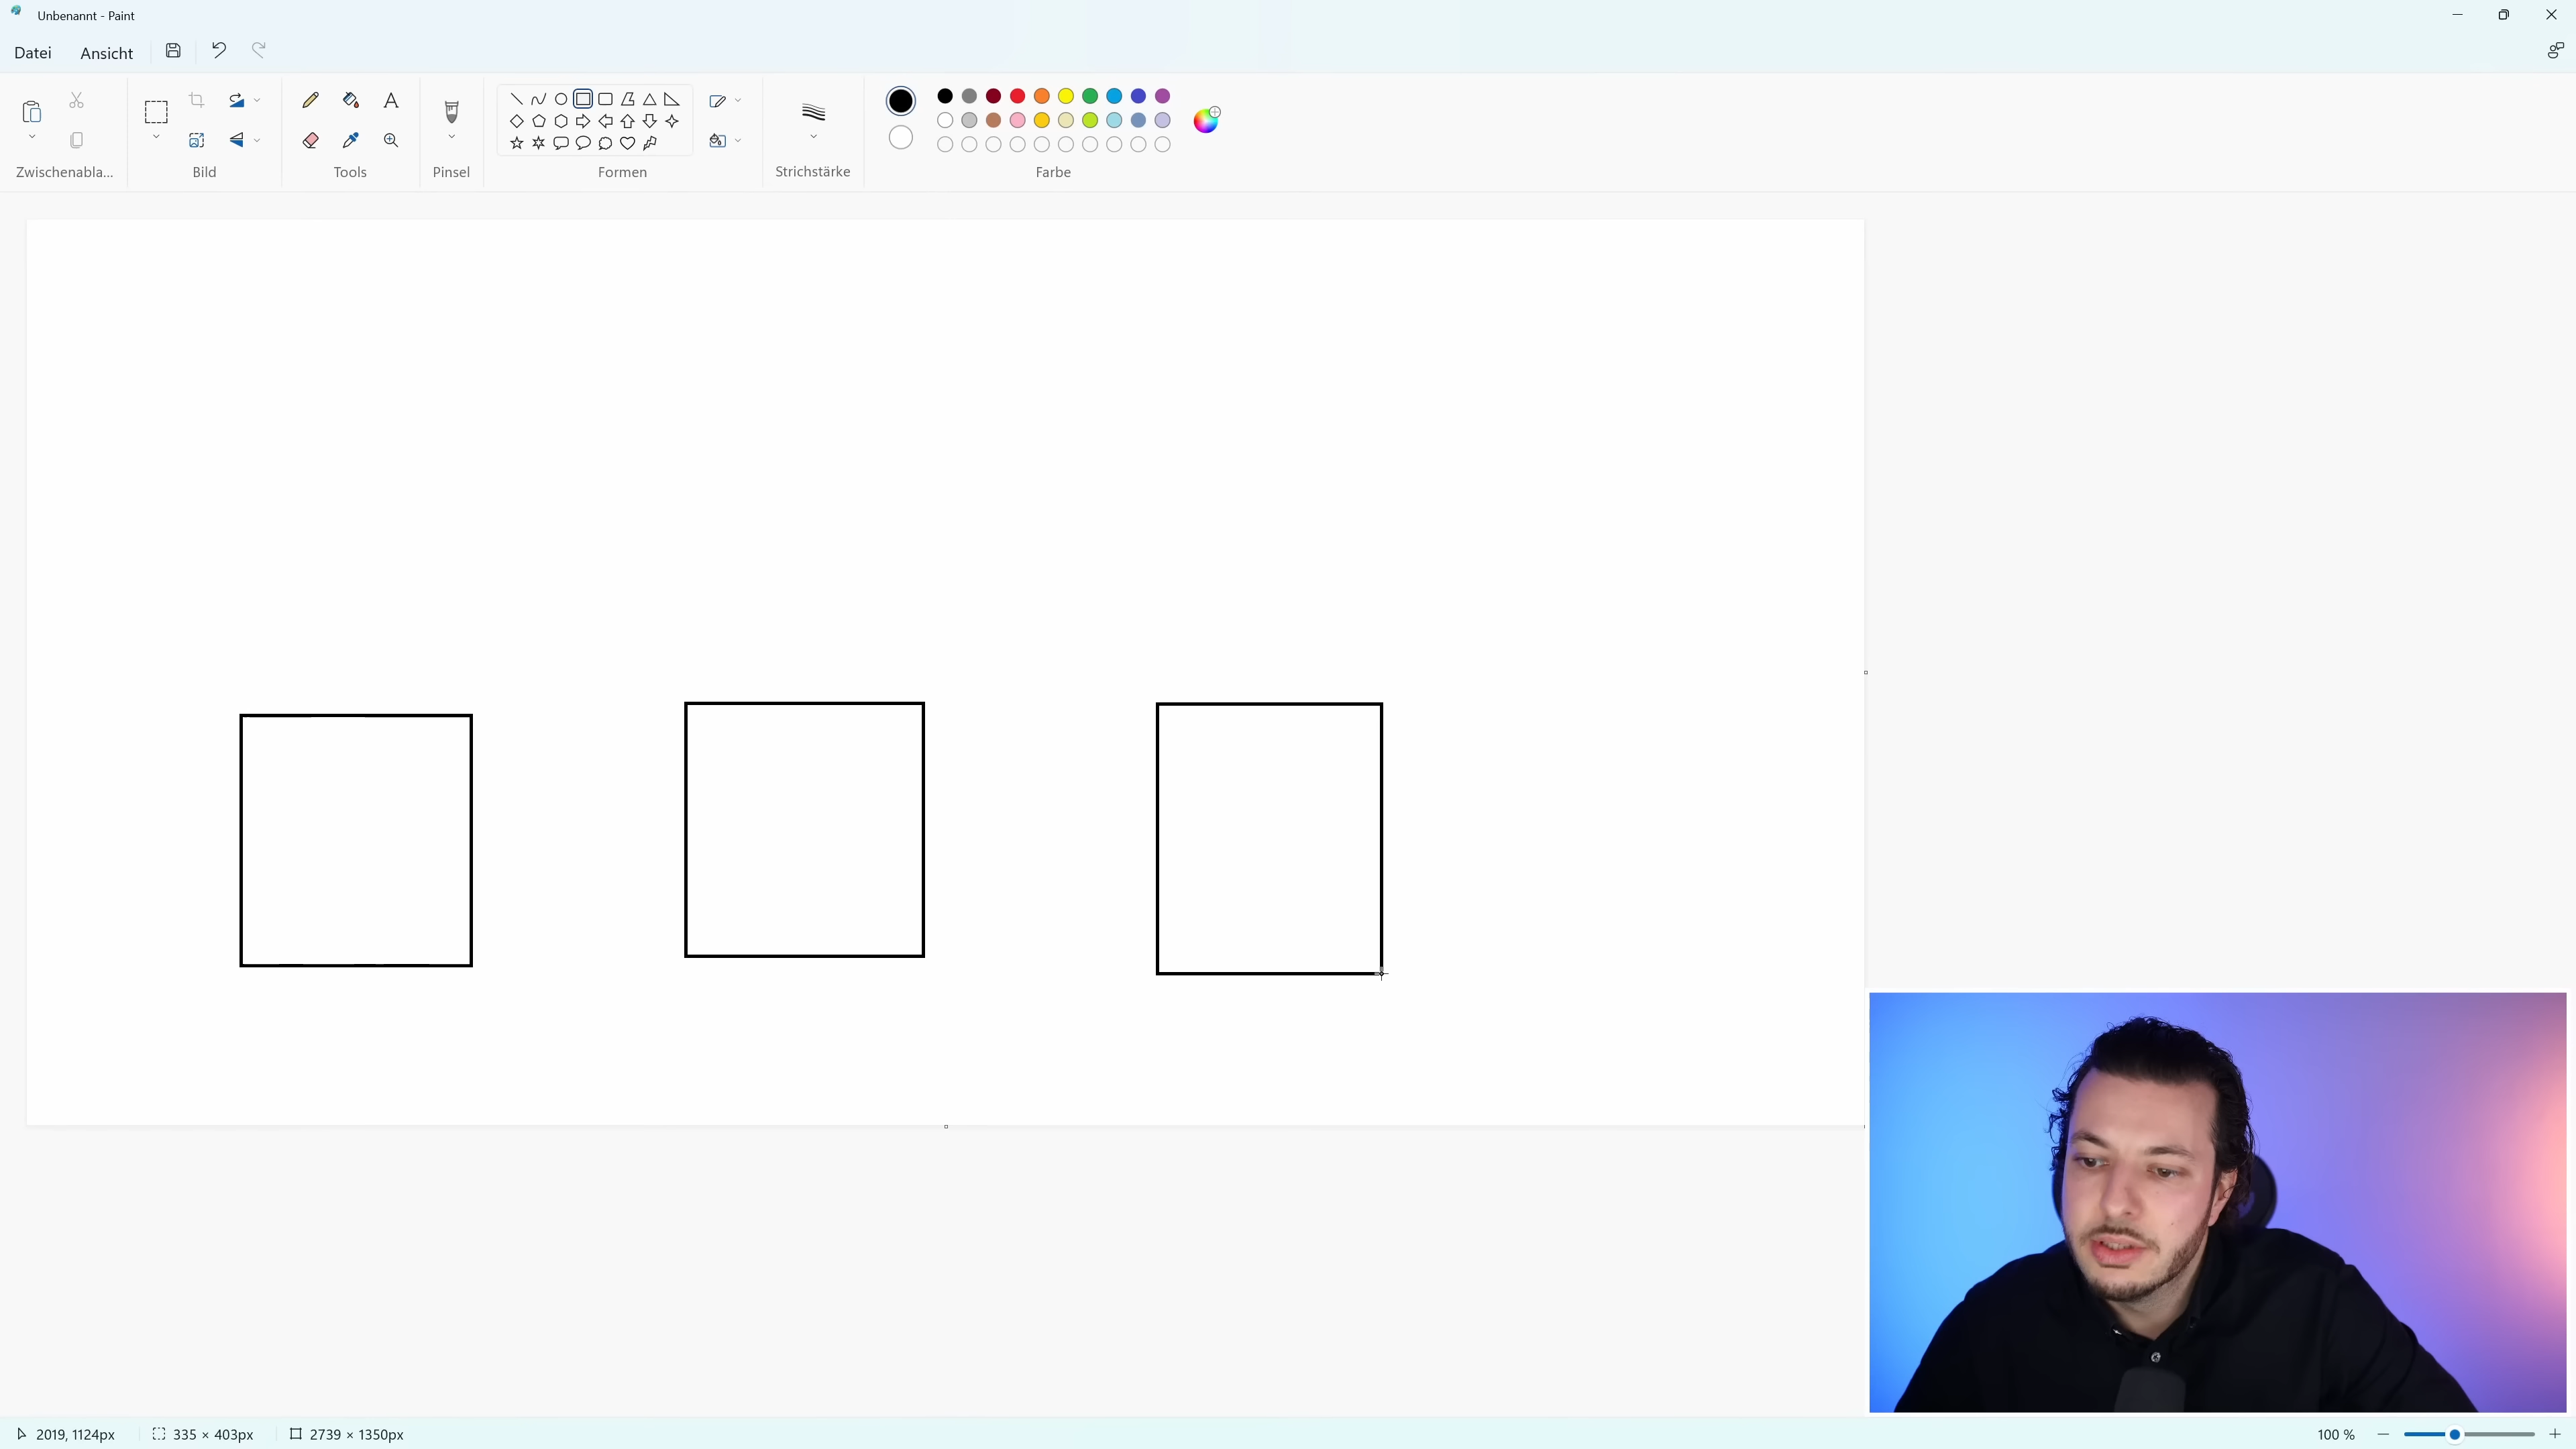 Unbenannt - Paint
Datei
Ansicht
Zwischenabla...
Bild
Tools
Pinsel
Formen
Strichstärke
Farbe
2019, 1124px
335 × 403px
2739 × 1350px
100 %